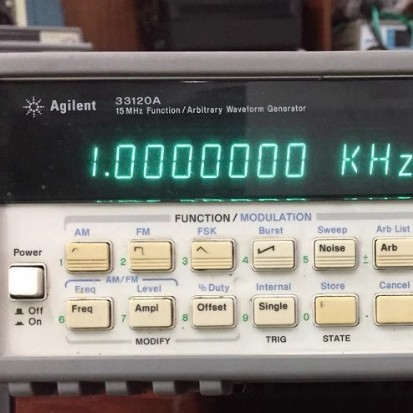 Agilent 33120A
15 MHz Function / Arbitrary Waveform Generator
1.0000000 KHz
FUNCTION / MODULATION
AM FM FSK Burst Sweep Arb List
Power
1 2 3 4 5 Noise ± Arb
AM/FM
Freq Level % Duty Internal Store Cancel
Off
On
6 Freq 7 Ampl 8 Offset 9 Single 0
MODIFY TRIG STATE